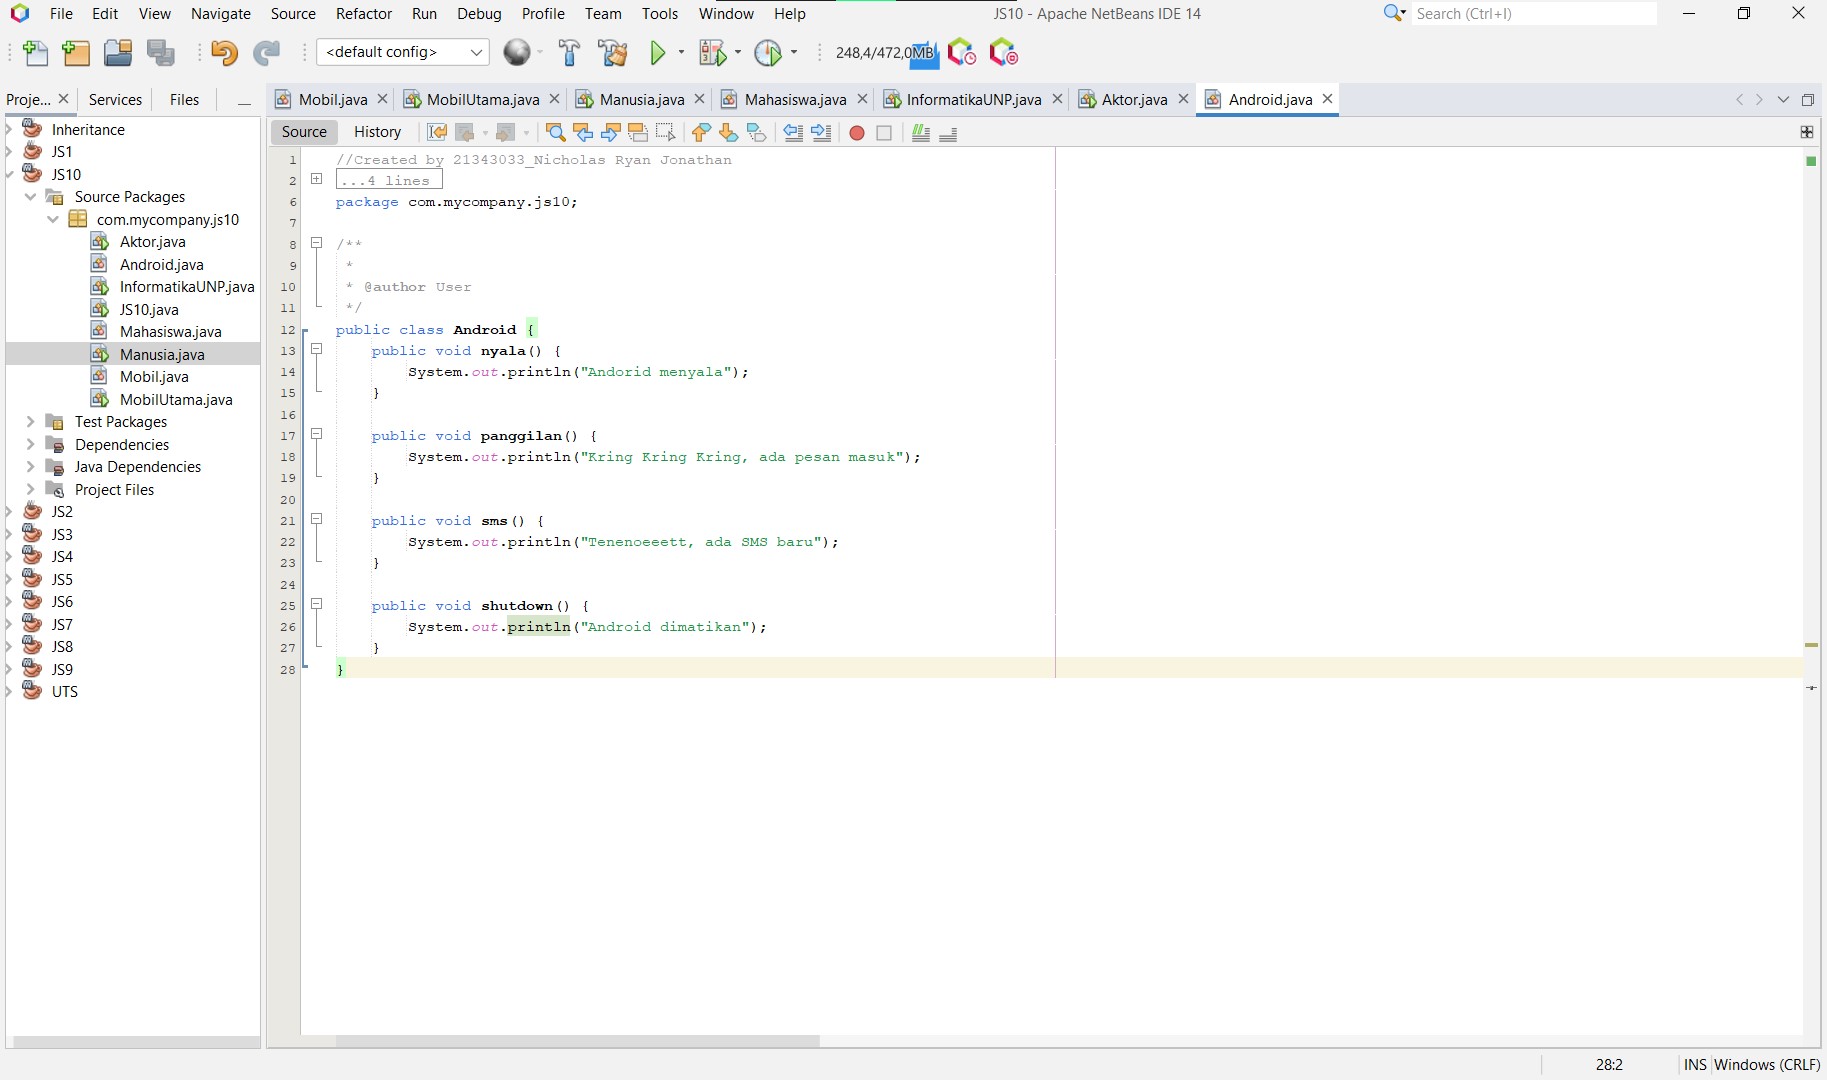 File Edit View Navigate Source Refactor Run Debug Profile Team Tools Window Help JS10 - Apache NetBeans IDE 14 Search (Ctrl+I)
<default config> 248,4/472,0MB
Proje... Services Files Mobil.java MobilUtama.java Manusia.java Mahasiswa.java InformatikaUNP.java Aktor.java Android.java
Source History
Inheritance
JS1
JS10
Source Packages
com.mycompany.js10
Aktor.java
Android.java
InformatikaUNP.java
JS10.java
Mahasiswa.java
Manusia.java
Mobil.java
MobilUtama.java
Test Packages
Dependencies
Java Dependencies
Project Files
JS2
JS3
JS4
JS5
JS6
JS7
JS8
JS9
UTS
1 //Created by 21343033_Nicholas Ryan Jonathan
2 ...4 lines
6 package com.mycompany.js10;
7
8 /**
9 *
10 * @author User
11 */
12 public class Android {
13 public void nyala() {
14 System.out.println("Andorid menyala");
15 }
16
17 public void panggilan() {
18 System.out.println("Kring Kring Kring, ada pesan masuk");
19 }
20
21 public void sms() {
22 System.out.println("Tenenoeeett, ada SMS baru");
23 }
24
25 public void shutdown() {
26 System.out.println("Android dimatikan");
27 }
28 }
28:2 INS Windows (CRLF)